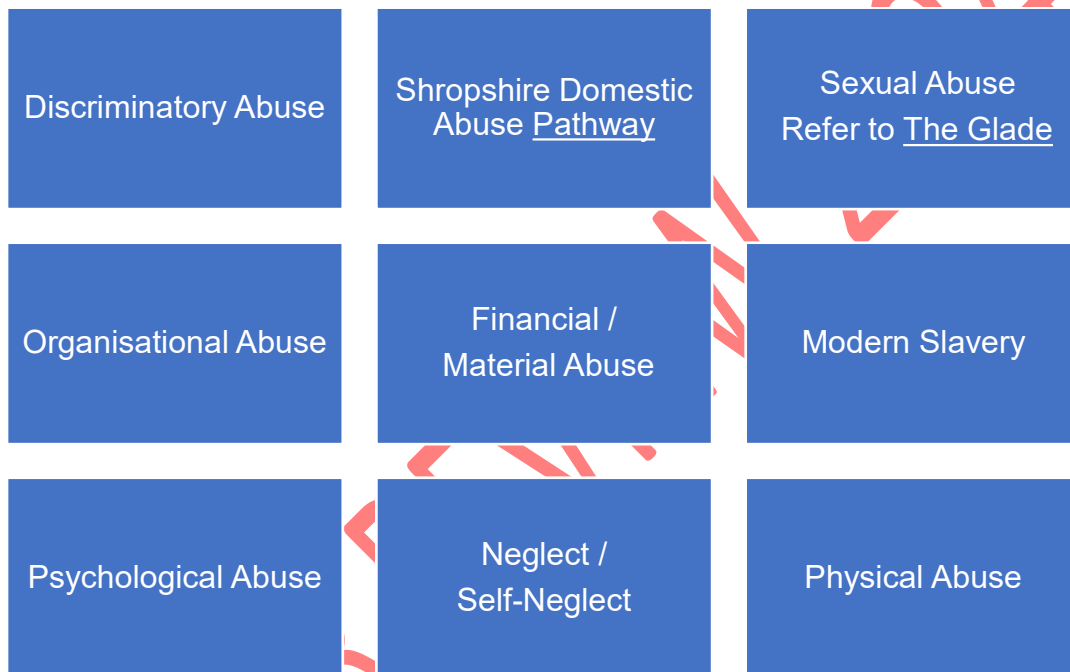 Discriminatory Abuse
Shropshire Domestic
Abuse Pathway
Sexual Abuse
Refer to The Glade
Organisational Abuse
Financial /
Material Abuse
Modern Slavery
Psychological Abuse
Neglect /
Self-Neglect
Physical Abuse